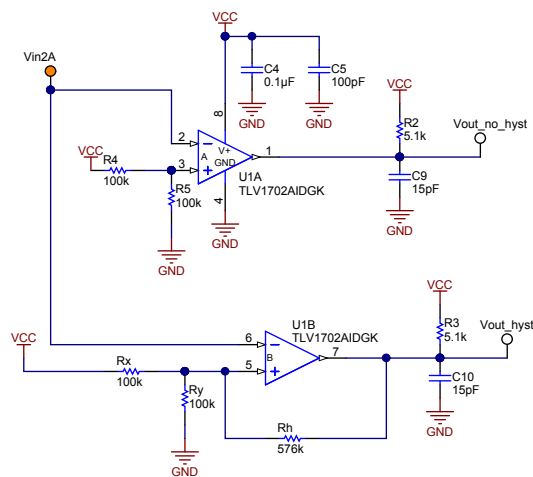 VCC
Vin2A
C4
0.1µF
C5
100pF
GND
GND
VCC
8
R2
5.1k
Vout_no_hyst
2
V+
A
GND
1
VCC
R4
100k
3
U1A
TLV1702AIDGK
C9
15pF
R5
100k
4
GND
GND
GND
VCC
U1B
TLV1702AIDGK
R3
5.1k
Vout_hyst
VCC
6
7
B
Rx
100k
5
C10
15pF
Ry
100k
Rh
576k
GND
GND